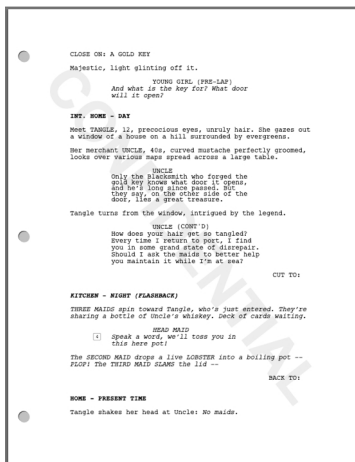 CLOSE ON: A GOLD KEY
Majestic, light glinting off it.
YOUNG GIRL (PRE-LAP)
And what is the key for? What door
will it open?
INT. HOME - DAY
Meet TANGLE, 12, precocious eyes, unruly hair. She gazes out
a window of a house on a hill surrounded by evergreens.
Her merchant UNCLE, 40s, curved mustache perfectly groomed,
looks over various maps spread across a large table.
UNCLE
Only the Blacksmith who forged the
gold key knows what door it opens,
and he's long since passed. But
they say, on the other side of the
door, lies a great treasure.
Tangle turns from the window, intrigued by the legend.
UNCLE (CONT'D)
How does your hair get so tangled?
Every time I return to port, I find
you in some grand state of disrepair.
Should I ask the maids to better help
you maintain it while I'm at sea?
CUT TO:
KITCHEN - NIGHT (FLASHBACK)
THREE MAIDS spin toward Tangle, who's just entered. They're
sharing a bottle of Uncle's whiskey. Deck of cards waiting.
HEAD MAID
Speak a word, we'll toss you in
this here pot!
The SECOND MAID drops a live LOBSTER into a boiling pot --
PLOP! The THIRD MAID SLAMS the lid --
BACK TO:
HOME - PRESENT TIME
Tangle shakes her head at Uncle: No maids.
CONFIDENTIAL